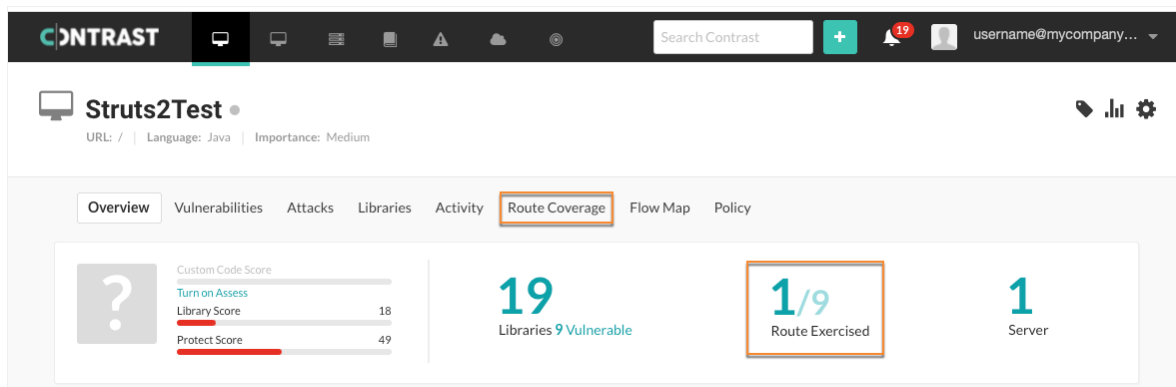 CONTRAST
Search Contrast
+
19
username@mycompany...
Struts2Test
URL: / | Language: Java | Importance: Medium
Overview Vulnerabilities Attacks Libraries Activity Route Coverage Flow Map Policy
?
Custom Code Score
Turn on Assess
Library Score 18
Protect Score 49
19
Libraries 9 Vulnerable
1/9
Route Exercised
1
Server